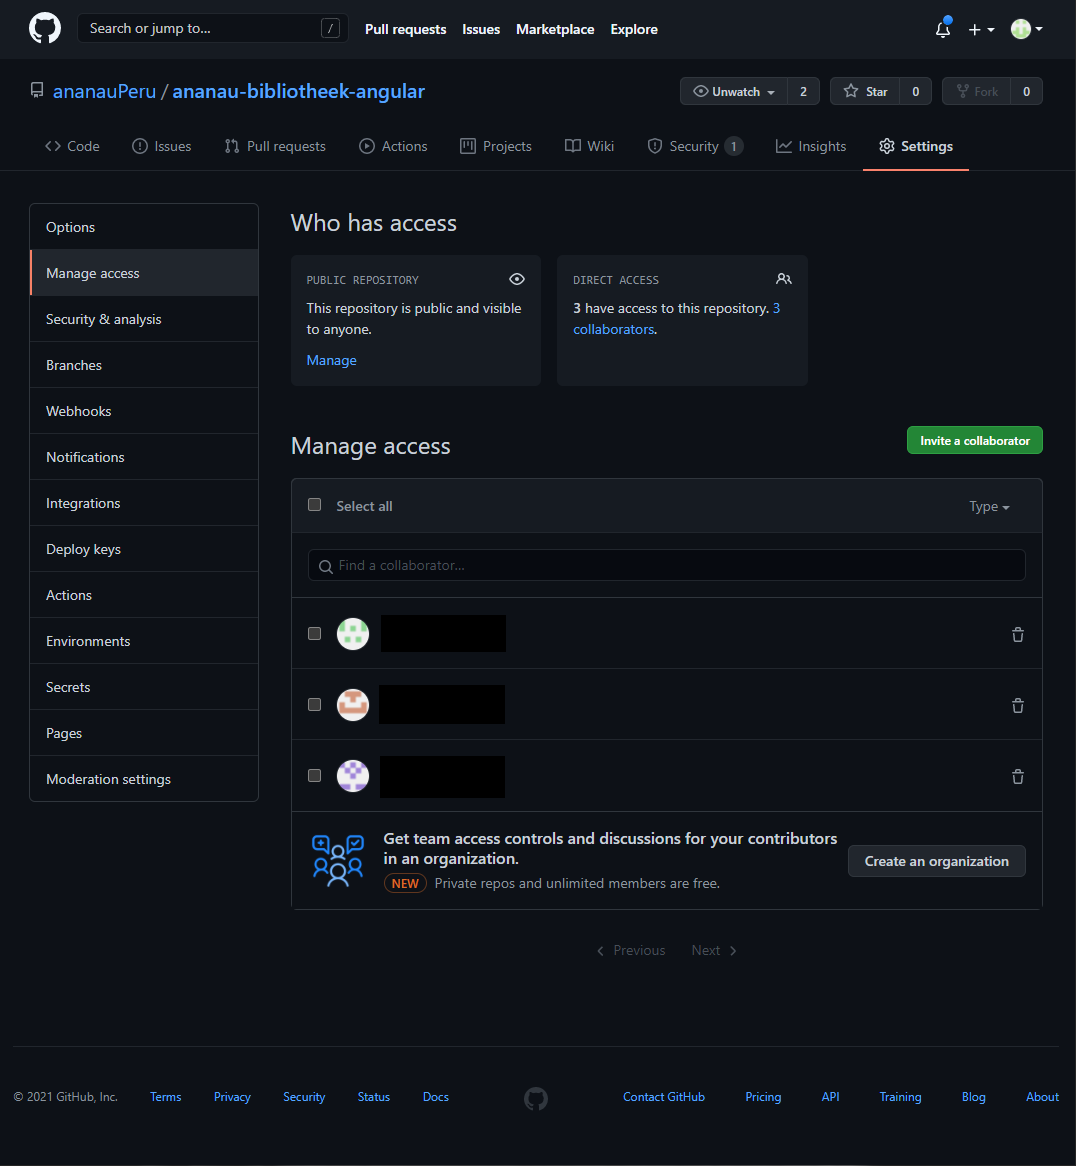 Search or jump to... /
Pull requests Issues Marketplace Explore
ananauPeru / ananau-bibliotheek-angular
Unwatch 2 Star 0 Fork 0
Code Issues Pull requests Actions Projects Wiki Security 1 Insights Settings
Options
Manage access
Security & analysis
Branches
Webhooks
Notifications
Integrations
Deploy keys
Actions
Environments
Secrets
Pages
Moderation settings
Who has access
PUBLIC REPOSITORY
This repository is public and visible
to anyone.
Manage
DIRECT ACCESS
3 have access to this repository. 3
collaborators.
Manage access
Invite a collaborator
Select all
Type
Find a collaborator...
Get team access controls and discussions for your contributors
in an organization.
NEW Private repos and unlimited members are free.
Create an organization
Previous Next
© 2021 GitHub, Inc. Terms Privacy Security Status Docs Contact GitHub Pricing API Training Blog About